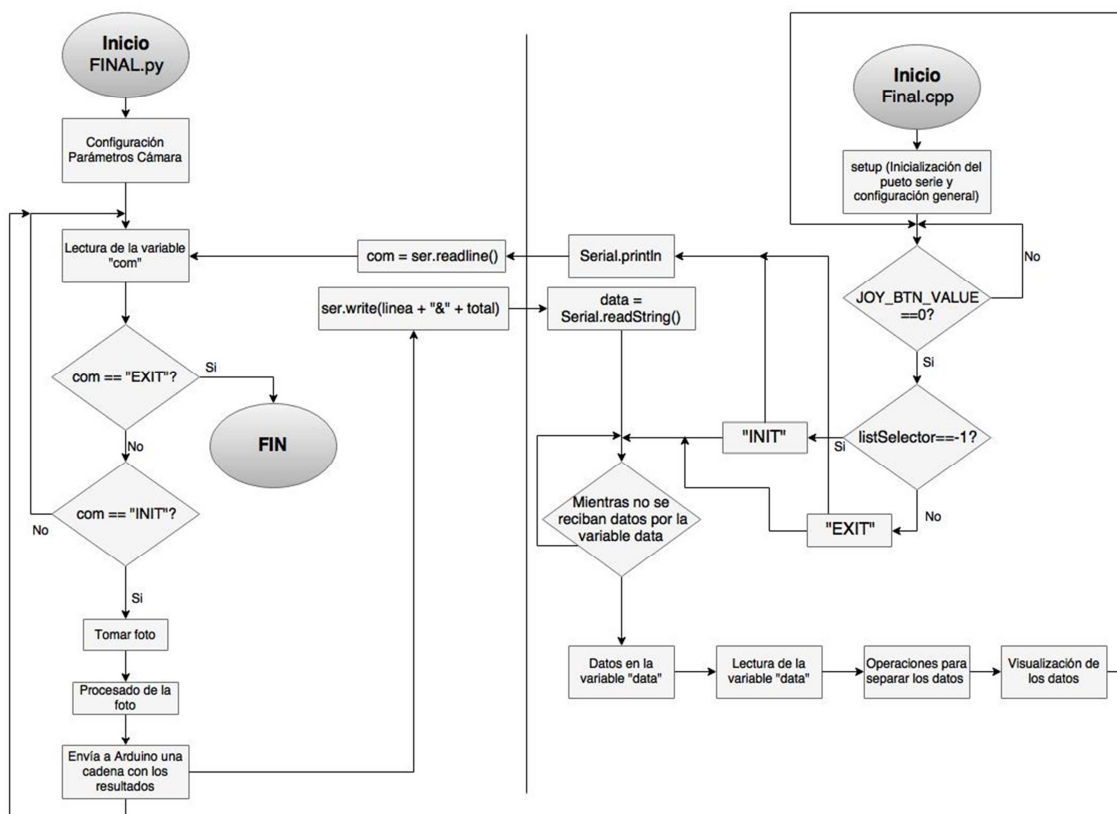 Inicio
FINAL.py
Configuración
Parámetros Cámara
Lectura de la variable
"com"
com == "EXIT"?
Si
FIN
No
com == "INIT"?
No
Si
Tomar foto
Procesado de la
foto
Envía a Arduino una
cadena con los
resultados
com = ser.readline()
ser.write(linea + "&" + total)
Serial.println
data =
Serial.readString()
Inicio
Final.cpp
setup (Inicialización del
pueto serie y
configuración general)
No
JOY_BTN_VALUE
==0?
Si
listSelector==-1?
Si
"INIT"
No
"EXIT"
Mientras no se
reciban datos por la
variable data
Datos en la
variable "data"
Lectura de la
variable "data"
Operaciones para
separar los datos
Visualización de
los datos